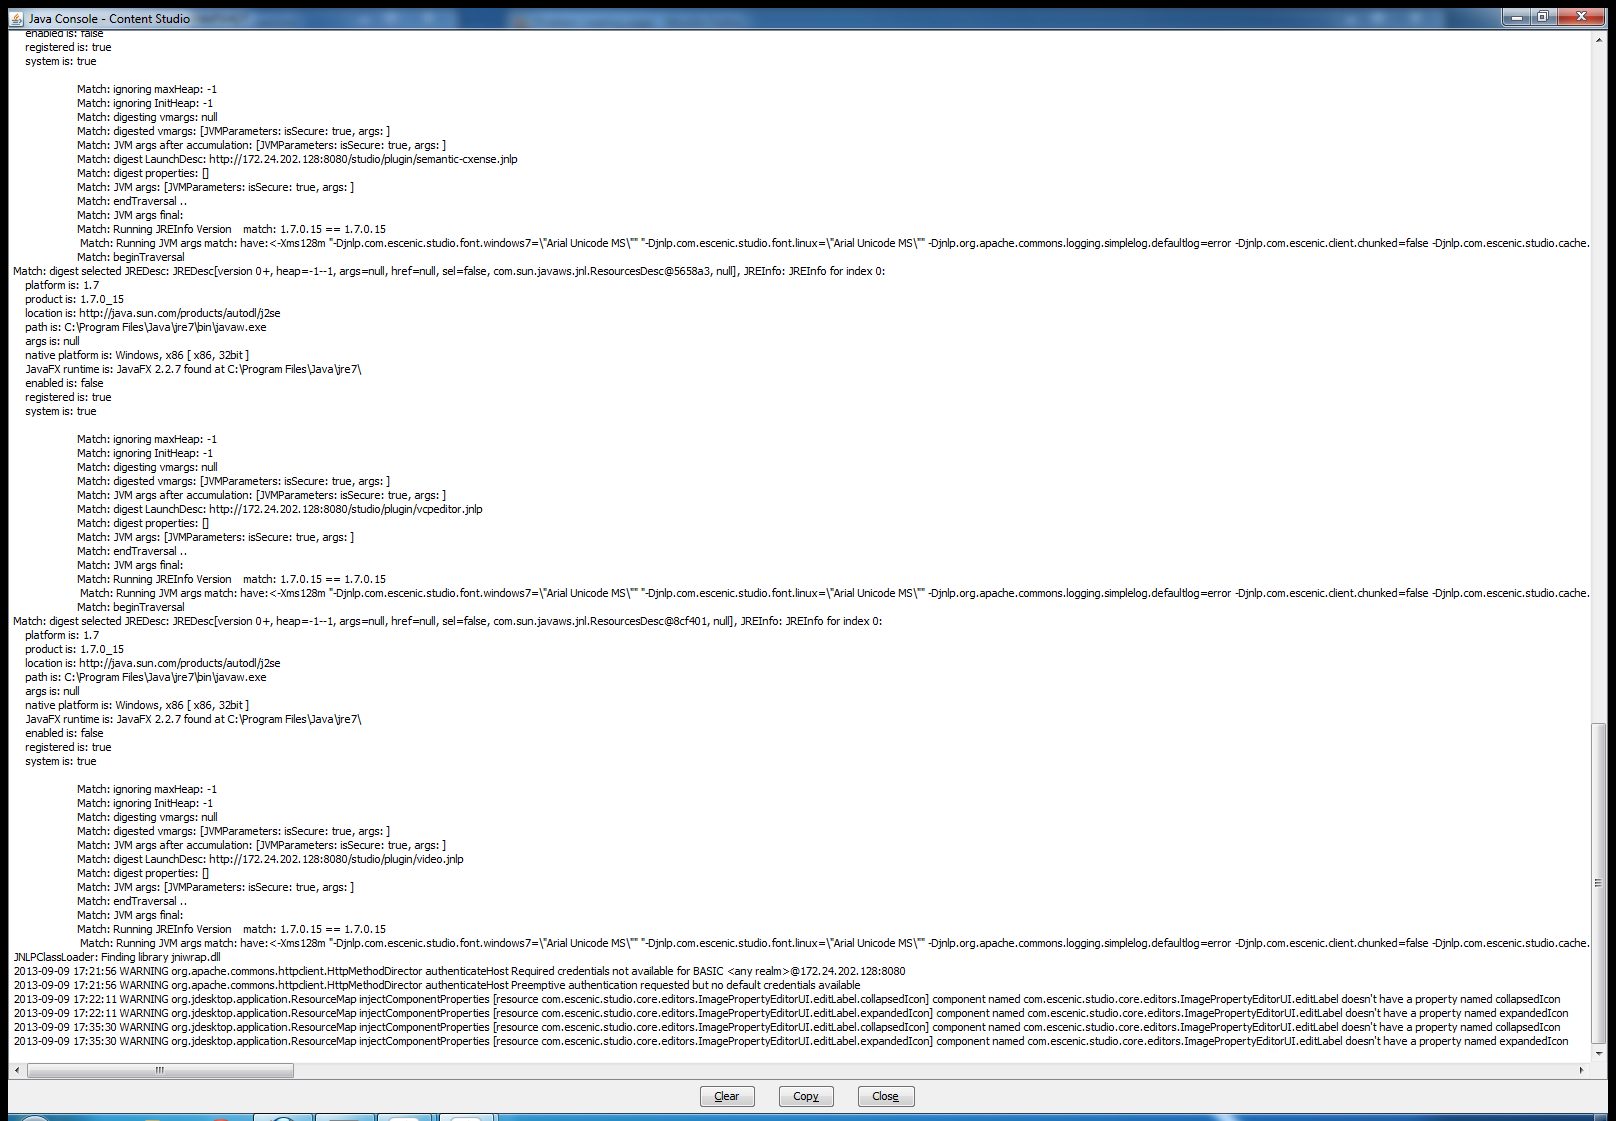 Java Console - Content Studio
enabled is: false
registered is: true
system is: true
Match: ignoring maxHeap: -1
Match: ignoring InitHeap: -1
Match: digesting vmargs: null
Match: digested vmargs: [JVMParameters: isSecure: true, args: ]
Match: JVM args after accumulation: [JVMParameters: isSecure: true, args: ]
Match: digest LaunchDesc: http://172.24.202.128:8080/studio/plugin/semantic-cxense.jnlp
Match: digest properties: []
Match: JVM args: [JVMParameters: isSecure: true, args: ]
Match: endTraversal ..
Match: JVM args final:
Match: Running JREInfo Version    match: 1.7.0.15 == 1.7.0.15
Match: Running JVM args match: have:<-Xms128m "-Djnlp.com.escenic.studio.font.windows7=\"Arial Unicode MS\"" "-Djnlp.com.escenic.studio.font.linux=\"Arial Unicode MS\"" -Djnlp.org.apache.commons.logging.simplelog.defaultlog=error -Djnlp.com.escenic.client.chunked=false -Djnlp.com.escenic.studio.cache.
Match: beginTraversal
Match: digest selected JREDesc: JREDesc[version 0+, heap=-1--1, args=null, href=null, sel=false, com.sun.javaws.jnl.ResourcesDesc@5658a3, null], JREInfo: JREInfo for index 0:
platform is: 1.7
product is: 1.7.0_15
location is: http://java.sun.com/products/autodl/j2se
path is: C:\Program Files\Java\jre7\bin\javaw.exe
args is: null
native platform is: Windows, x86 [ x86, 32bit ]
JavaFX runtime is: JavaFX 2.2.7 found at C:\Program Files\Java\jre7\
enabled is: false
registered is: true
system is: true
Match: ignoring maxHeap: -1
Match: ignoring InitHeap: -1
Match: digesting vmargs: null
Match: digested vmargs: [JVMParameters: isSecure: true, args: ]
Match: JVM args after accumulation: [JVMParameters: isSecure: true, args: ]
Match: digest LaunchDesc: http://172.24.202.128:8080/studio/plugin/vcpeditor.jnlp
Match: digest properties: []
Match: JVM args: [JVMParameters: isSecure: true, args: ]
Match: endTraversal ..
Match: JVM args final:
Match: Running JREInfo Version    match: 1.7.0.15 == 1.7.0.15
Match: Running JVM args match: have:<-Xms128m "-Djnlp.com.escenic.studio.font.windows7=\"Arial Unicode MS\"" "-Djnlp.com.escenic.studio.font.linux=\"Arial Unicode MS\"" -Djnlp.org.apache.commons.logging.simplelog.defaultlog=error -Djnlp.com.escenic.client.chunked=false -Djnlp.com.escenic.studio.cache.
Match: beginTraversal
Match: digest selected JREDesc: JREDesc[version 0+, heap=-1--1, args=null, href=null, sel=false, com.sun.javaws.jnl.ResourcesDesc@8cf401, null], JREInfo: JREInfo for index 0:
platform is: 1.7
product is: 1.7.0_15
location is: http://java.sun.com/products/autodl/j2se
path is: C:\Program Files\Java\jre7\bin\javaw.exe
args is: null
native platform is: Windows, x86 [ x86, 32bit ]
JavaFX runtime is: JavaFX 2.2.7 found at C:\Program Files\Java\jre7\
enabled is: false
registered is: true
system is: true
Match: ignoring maxHeap: -1
Match: ignoring InitHeap: -1
Match: digesting vmargs: null
Match: digested vmargs: [JVMParameters: isSecure: true, args: ]
Match: JVM args after accumulation: [JVMParameters: isSecure: true, args: ]
Match: digest LaunchDesc: http://172.24.202.128:8080/studio/plugin/video.jnlp
Match: digest properties: []
Match: JVM args: [JVMParameters: isSecure: true, args: ]
Match: endTraversal ..
Match: JVM args final:
Match: Running JREInfo Version    match: 1.7.0.15 == 1.7.0.15
Match: Running JVM args match: have:<-Xms128m "-Djnlp.com.escenic.studio.font.windows7=\"Arial Unicode MS\"" "-Djnlp.com.escenic.studio.font.linux=\"Arial Unicode MS\"" -Djnlp.org.apache.commons.logging.simplelog.defaultlog=error -Djnlp.com.escenic.client.chunked=false -Djnlp.com.escenic.studio.cache.
JNLPClassLoader: Finding library jniwrap.dll
2013-09-09 17:21:56 WARNING org.apache.commons.httpclient.HttpMethodDirector authenticateHost Required credentials not available for BASIC <any realm>@172.24.202.128:8080
2013-09-09 17:21:56 WARNING org.apache.commons.httpclient.HttpMethodDirector authenticateHost Preemptive authentication requested but no default credentials available
2013-09-09 17:22:11 WARNING org.jdesktop.application.ResourceMap injectComponentProperties [resource com.escenic.studio.core.editors.ImagePropertyEditorUI.editLabel.collapsedIcon] component named com.escenic.studio.core.editors.ImagePropertyEditorUI.editLabel doesn't have a property named collapsedIcon
2013-09-09 17:22:11 WARNING org.jdesktop.application.ResourceMap injectComponentProperties [resource com.escenic.studio.core.editors.ImagePropertyEditorUI.editLabel.expandedIcon] component named com.escenic.studio.core.editors.ImagePropertyEditorUI.editLabel doesn't have a property named expandedIcon
2013-09-09 17:35:30 WARNING org.jdesktop.application.ResourceMap injectComponentProperties [resource com.escenic.studio.core.editors.ImagePropertyEditorUI.editLabel.collapsedIcon] component named com.escenic.studio.core.editors.ImagePropertyEditorUI.editLabel doesn't have a property named collapsedIcon
2013-09-09 17:35:30 WARNING org.jdesktop.application.ResourceMap injectComponentProperties [resource com.escenic.studio.core.editors.ImagePropertyEditorUI.editLabel.expandedIcon] component named com.escenic.studio.core.editors.ImagePropertyEditorUI.editLabel doesn't have a property named expandedIcon
Clear Copy Close